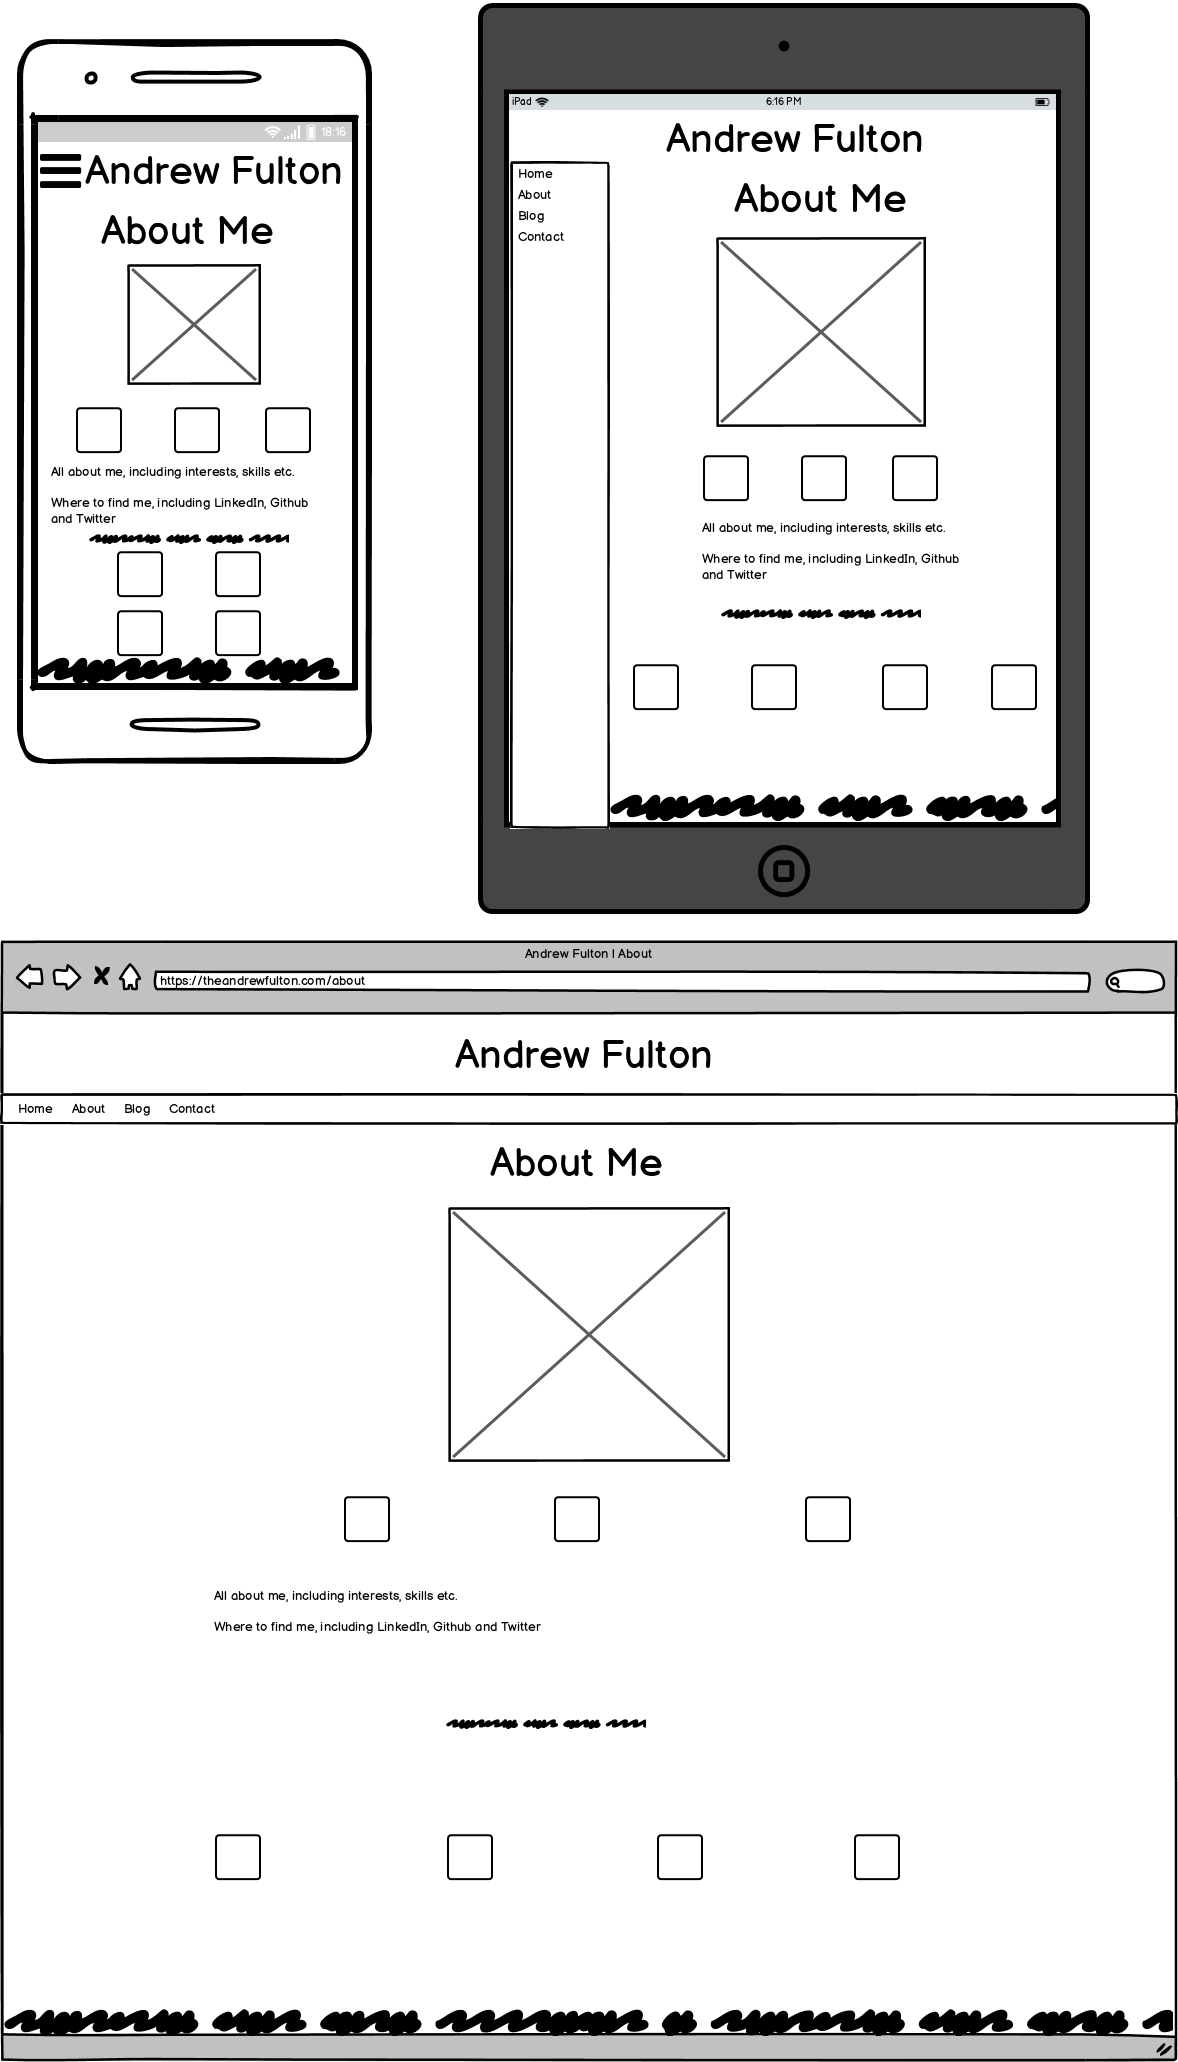 18:16
Andrew Fulton
About Me
All about me, including interests, skills etc.
Where to find me, including LinkedIn, Github
and Twitter
iPad
6:16 PM
Andrew Fulton
Home
About
Blog
Contact
About Me
All about me, including interests, skills etc.
Where to find me, including LinkedIn, Github
and Twitter
Andrew Fulton | About
https://theandrewfulton.com/about
Andrew Fulton
Home About Blog Contact
About Me
All about me, including interests, skills etc.
Where to find me, including LinkedIn, Github and Twitter